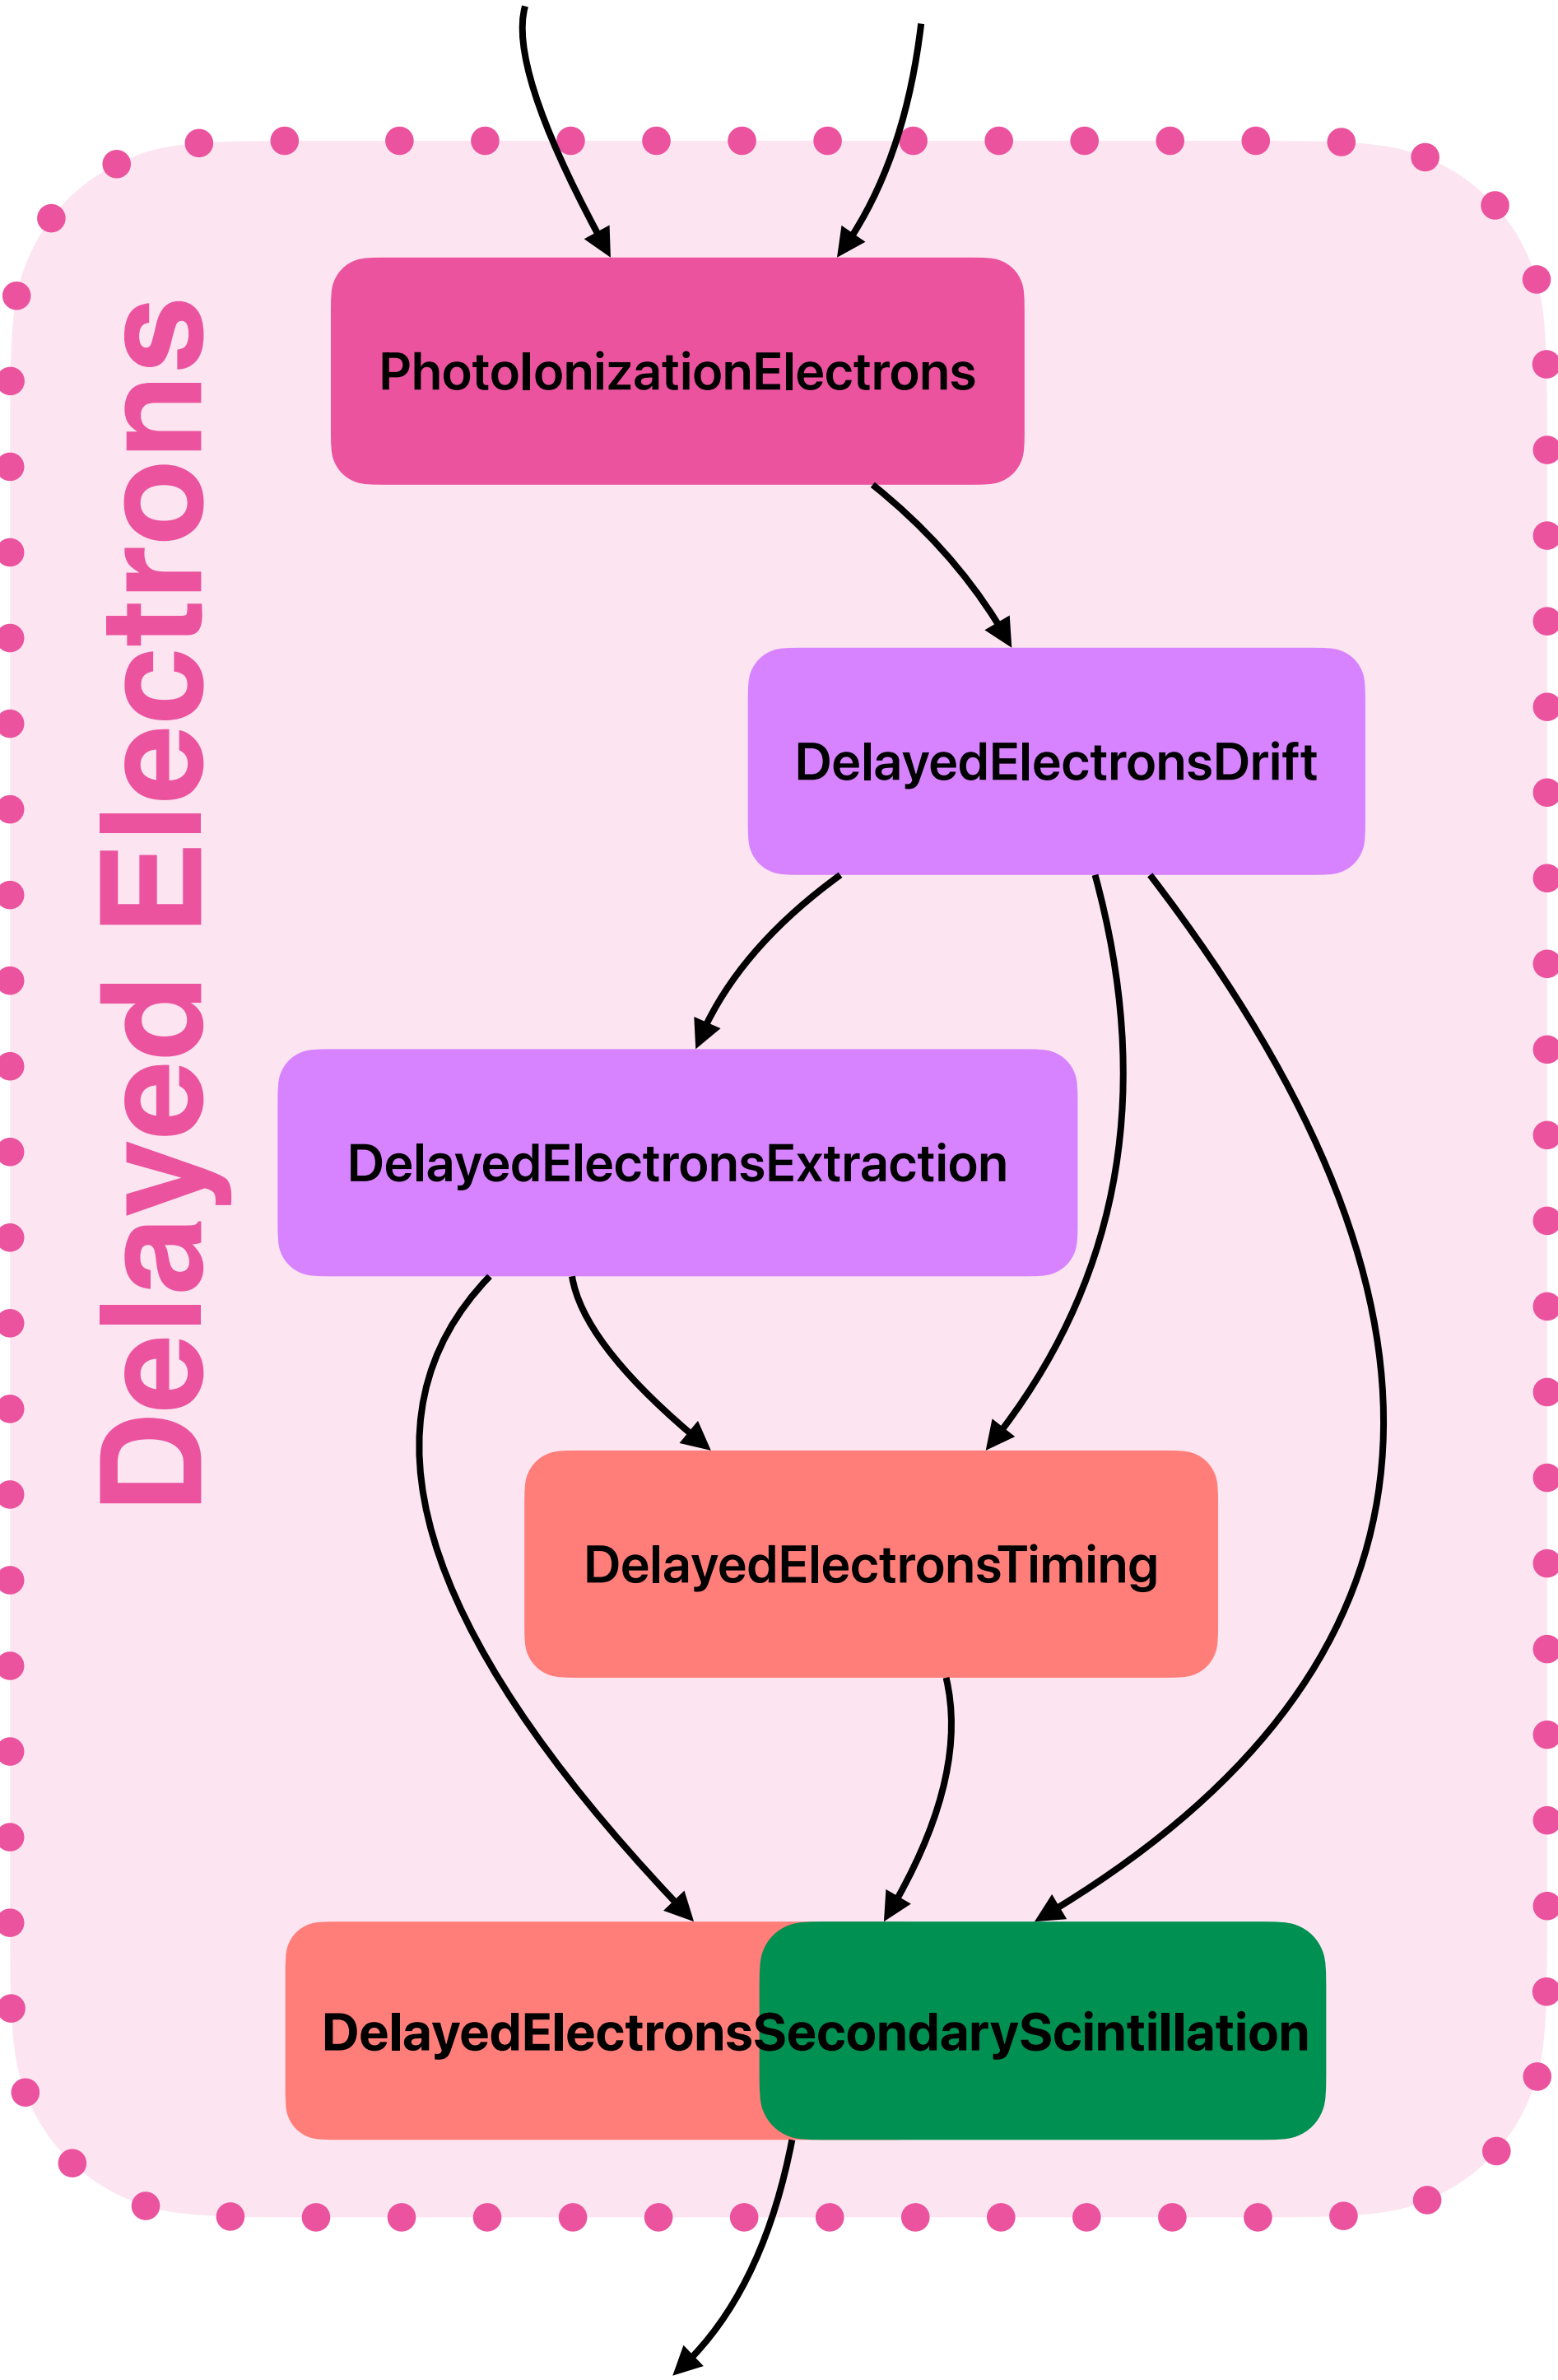 Delayed Electrons
PhotoIonizationElectrons
DelayedElectronsDrift
DelayedElectronsExtraction
DelayedElectronsTiming
DelayedElectronsSecondaryScintillation